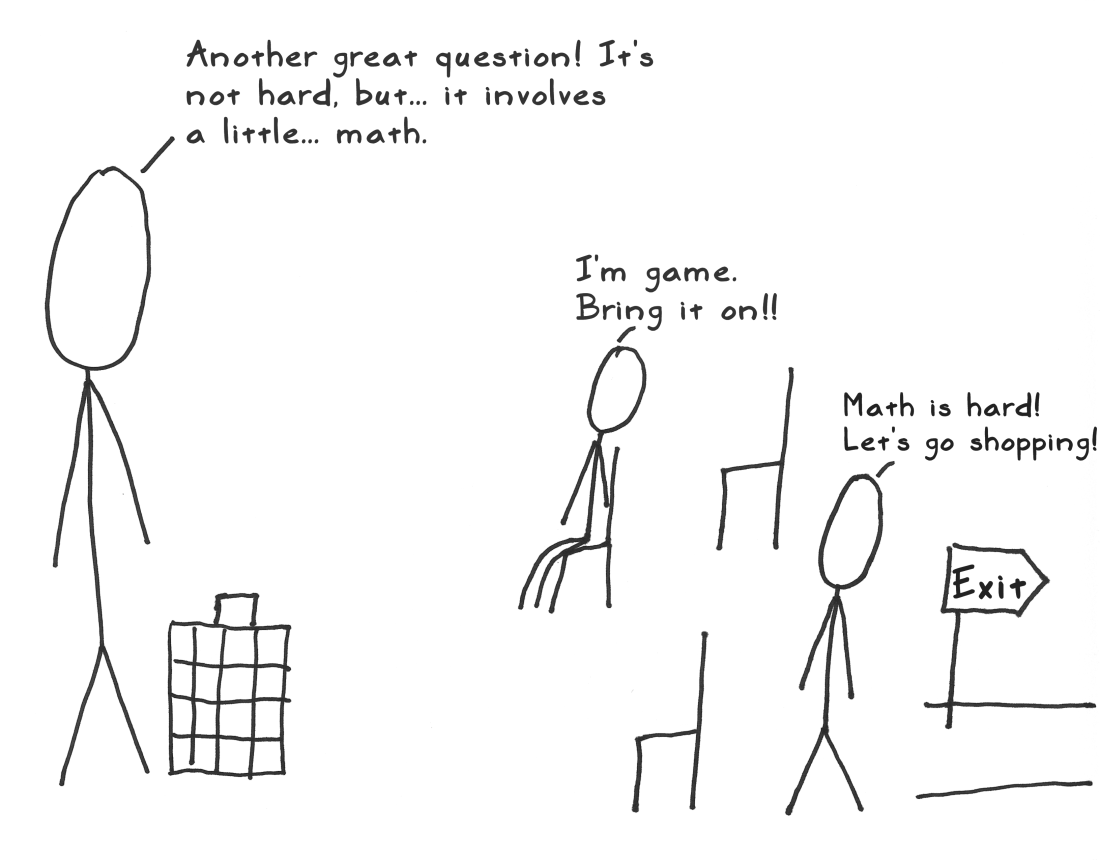 Another great question! It's
not hard, but... it involves
a little... math.
I'm game.
Bring it on!!
Math is hard!
Let's go shopping!
Exit